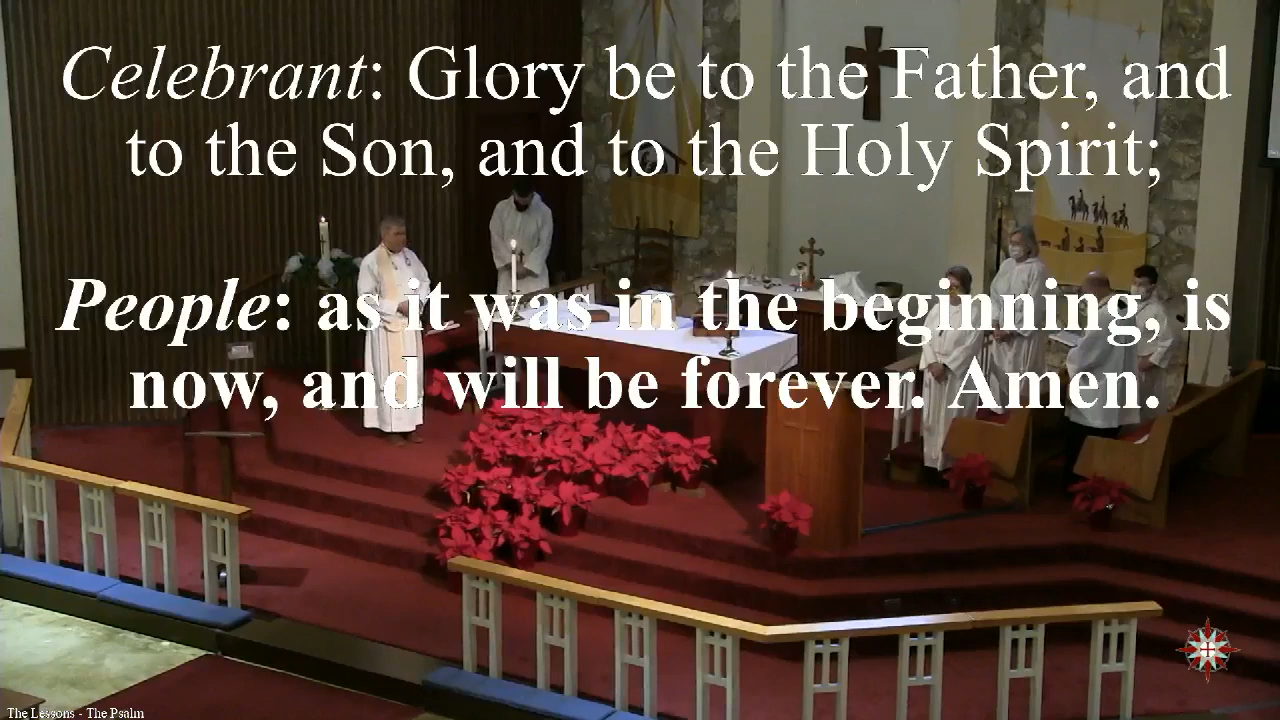 Celebrant: Glory be to the Father, and
to the Son, and to the Holy Spirit;
People: as it was in the beginning, is
now, and will be forever. Amen.
The Lessons - The Psalm